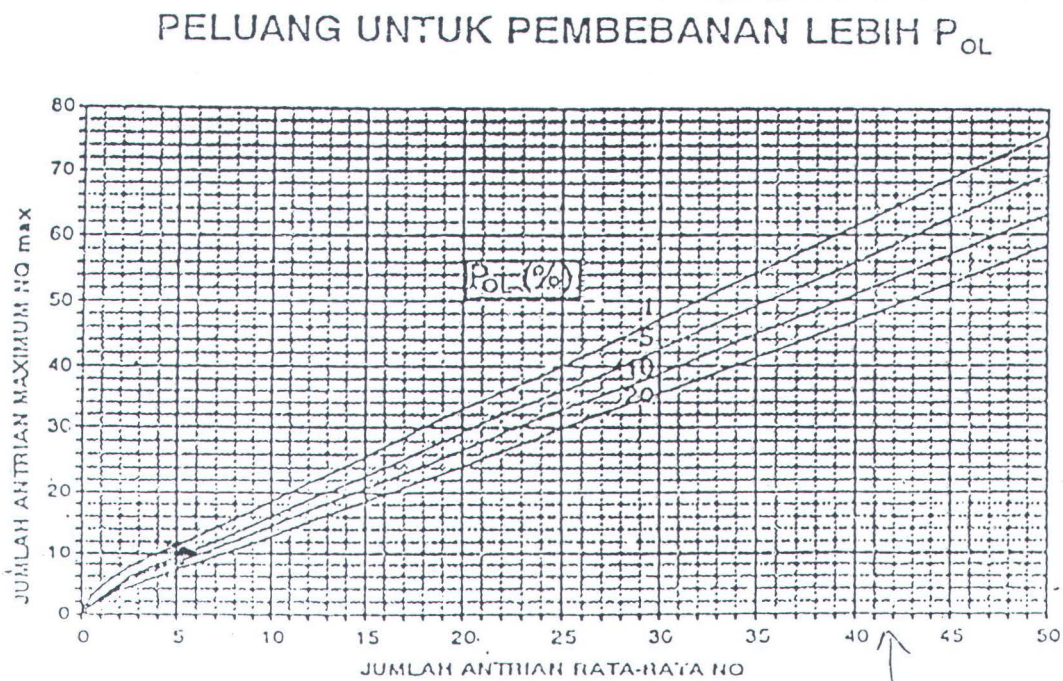 PELUANG UNTUK PEMBEBANAN LEBIH P_OL
80
70
60
50
40
30
20
10
0
JUMLAH ANTRIAN MAXIMUM NQ max
P_OL (%)
1
5
10
20
0 5 10 15 20 25 30 35 40 45 50
JUMLAH ANTRIAN RATA-RATA NQ